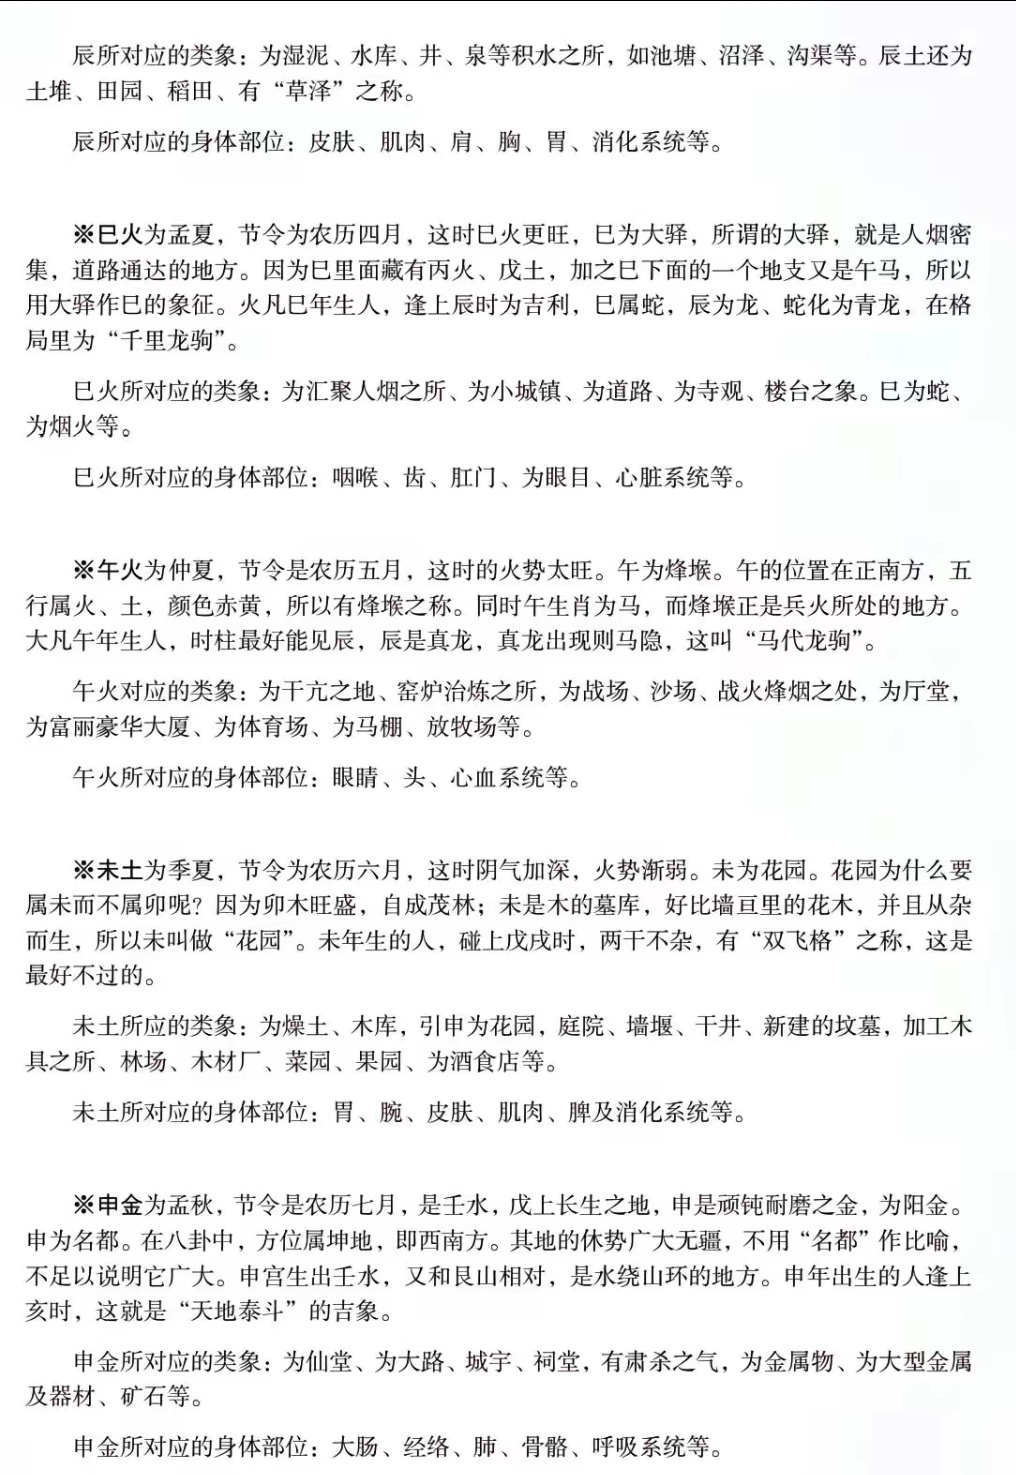 辰所对应的类象：为湿泥、水库、井、泉等积水之所，如池塘、沼泽、沟渠等。辰土还为
土堆、田园、稻田、有“草泽”之称。
辰所对应的身体部位：皮肤、肌肉、肩、胸、胃、消化系统等。
※巳火为孟夏，节令为农历四月，这时巳火更旺，巳为大驿，所谓的大驿，就是人烟密
集，道路通达的地方。因为巳里面藏有丙火、戊土，加之巳下面的一个地支又是午马，所以
用大驿作巳的象征。火凡巳年生人，逢上辰时为吉利，巳属蛇，辰为龙、蛇化为青龙，在格
局里为“千里龙驹”。
巳火所对应的类象：为汇聚人烟之所、为小城镇、为道路、为寺观、楼台之象。巳为蛇、
为烟火等。
巳火所对应的身体部位：咽喉、齿、肛门、为眼目、心脏系统等。
※午火为仲夏，节令是农历五月，这时的火势太旺。午为烽堠。午的位置在正南方，五
行属火、土，颜色赤黄，所以有烽堠之称。同时午生肖为马，而烽堠正是兵火所处的地方。
大凡午年生人，时柱最好能见辰，辰是真龙，真龙出现则马隐，这叫“马代龙驹”。
午火对应的类象：为干亢之地、窑炉治炼之所，为战场、沙场、战火烽烟之处，为厅堂，
为富丽豪华大厦、为体育场、为马棚、放牧场等。
午火所对应的身体部位：眼睛、头、心血系统等。
※未土为季夏，节令为农历六月，这时阴气加深，火势渐弱。未为花园。花园为什么要
属未而不属卯呢？因为卯木旺盛，自成茂林；未是木的墓库，好比墙亘里的花木，并且从杂
而生，所以未叫做“花园”。未年生的人，碰上戊戌时，两干不杂，有“双飞格”之称，这是
最好不过的。
未土所应的类象：为燥土、木库，引申为花园，庭院、墙堰、干井、新建的坟墓，加工木
具之所、林场、木材厂、菜园、果园、为酒食店等。
未土所对应的身体部位：胃、腕、皮肤、肌肉、脾及消化系统等。
※申金为孟秋，节令是农历七月，是壬水，戊上长生之地，申是顽钝耐磨之金，为阳金。
申为名都。在八卦中，方位属坤地，即西南方。其地的休势广大无疆，不用“名都”作比喻，
不足以说明它广大。申宫生出壬水，又和艮山相对，是水绕山环的地方。申年出生的人逢上
亥时，这就是“天地泰斗”的吉象。
申金所对应的类象：为仙堂、为大路、城宇、祠堂，有肃杀之气，为金属物、为大型金属
及器材、矿石等。
申金所对应的身体部位：大肠、经络、肺、骨骼、呼吸系统等。